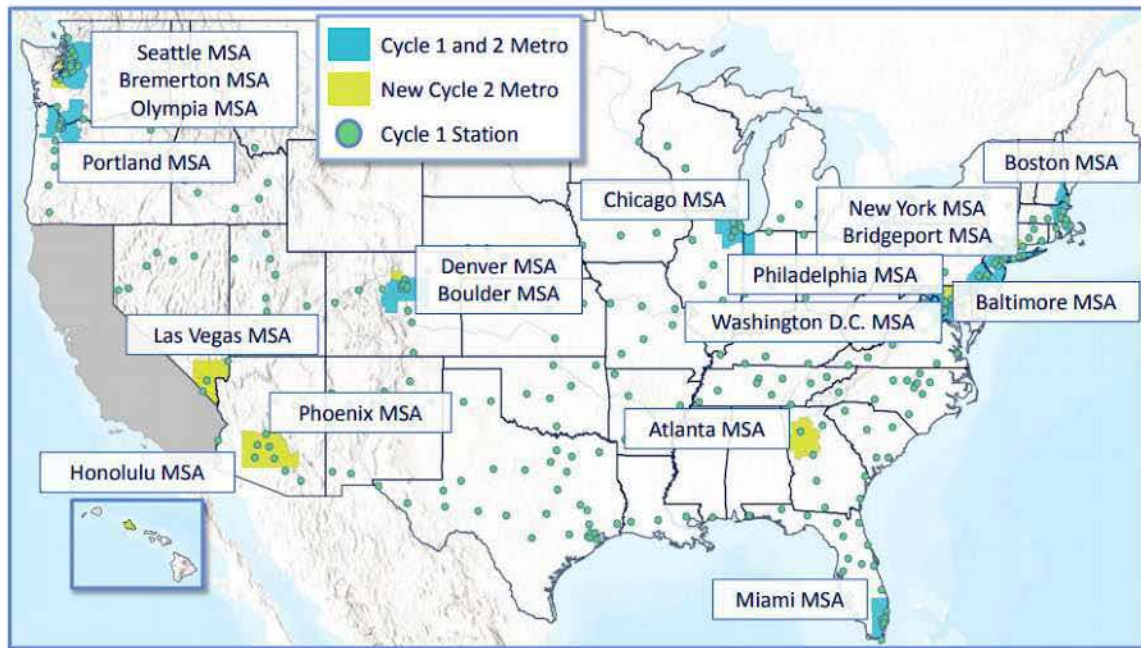 Seattle MSA
Bremerton MSA
Olympia MSA
Cycle 1 and 2 Metro
New Cycle 2 Metro
Cycle 1 Station
Portland MSA
Boston MSA
Chicago MSA
New York MSA
Bridgeport MSA
Denver MSA
Boulder MSA
Philadelphia MSA
Baltimore MSA
Washington D.C. MSA
Las Vegas MSA
Phoenix MSA
Atlanta MSA
Honolulu MSA
Miami MSA